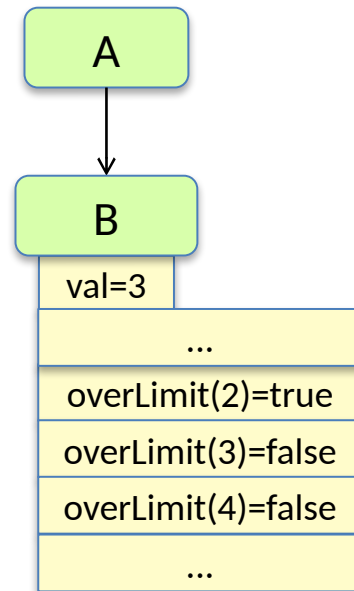 A
B
val=3
...
overLimit(2)=true
overLimit(3)=false
overLimit(4)=false
...